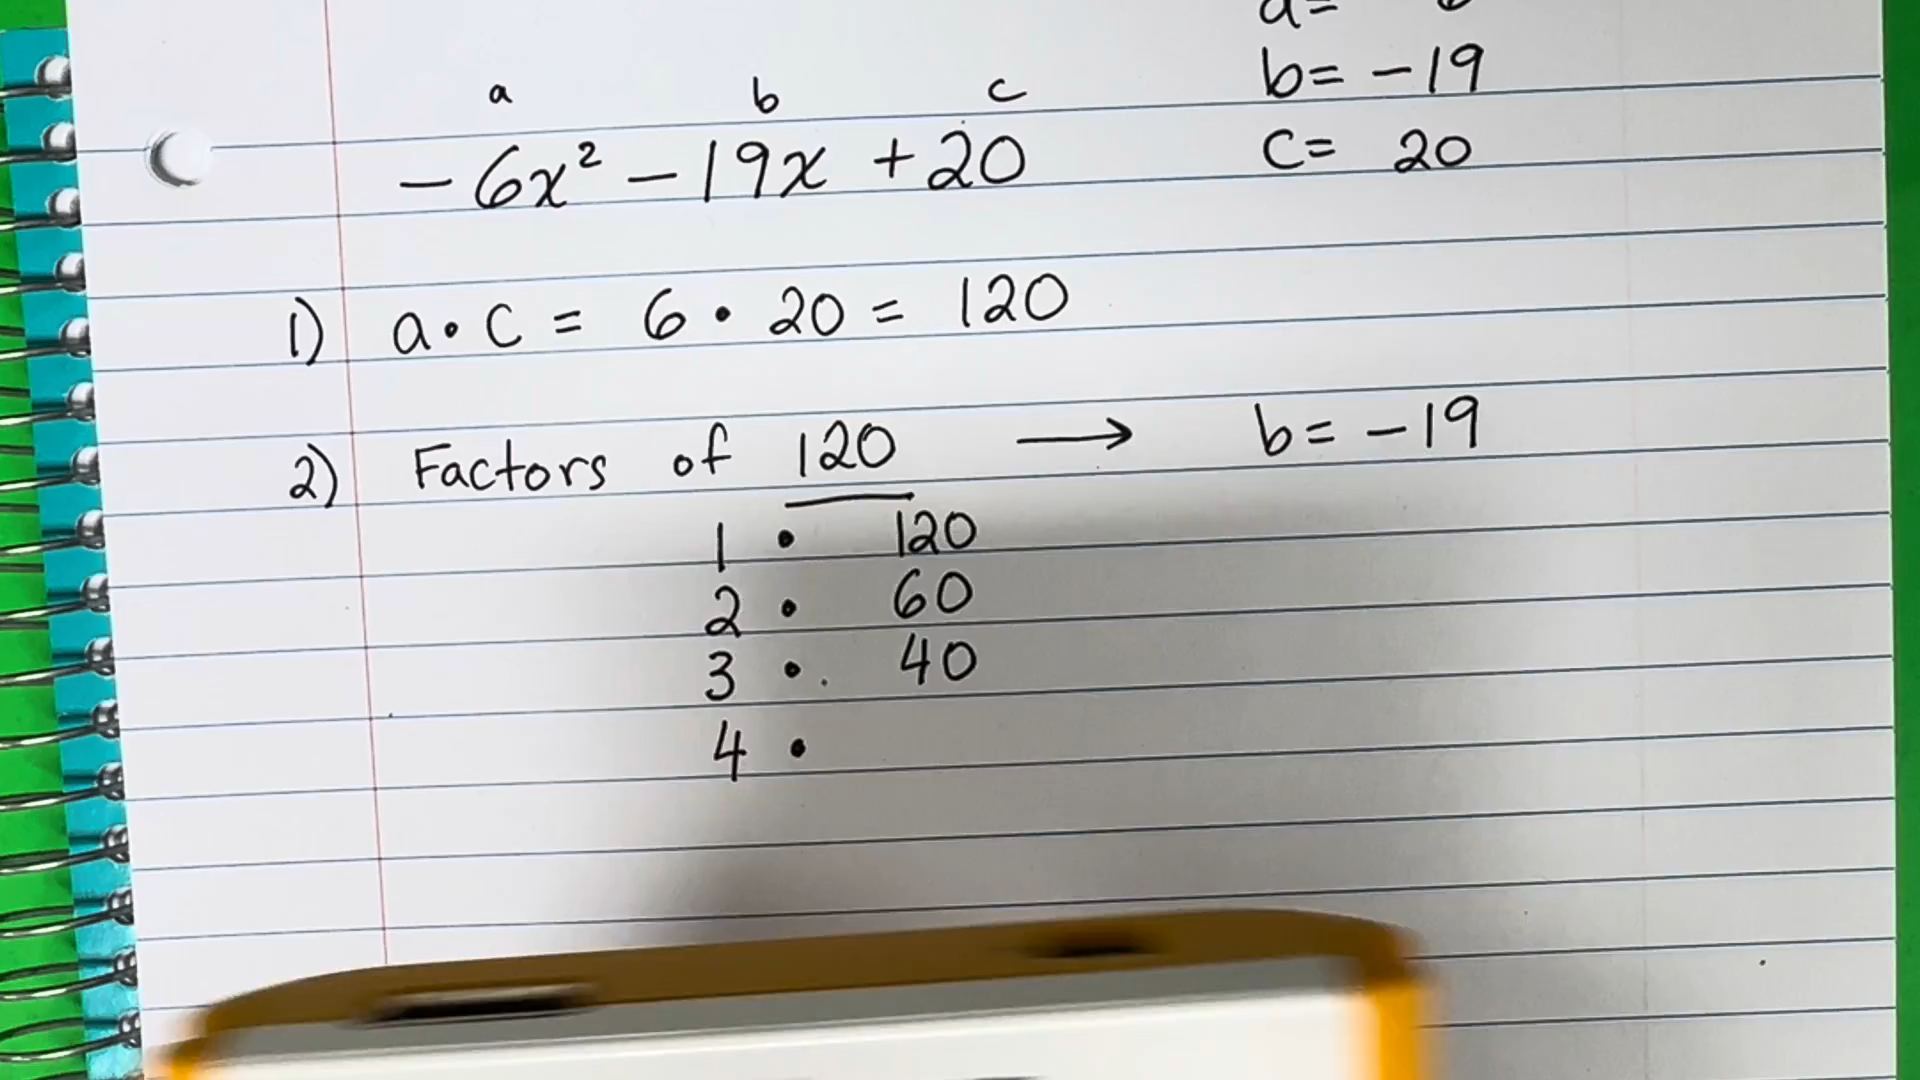 a=
b= -19
a b c
-6x² -19x +20
c= 20
1) a • c = 6 • 20 = 120
2) Factors of 120 → b= -19
1 • 120
2 • 60
3 • 40
4 •